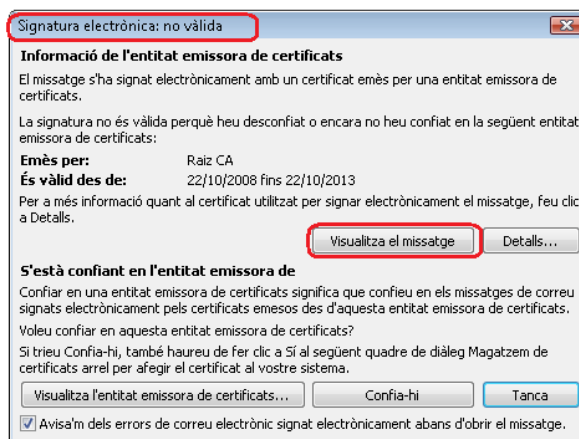 Signatura electrònica: no vàlida
Informació de l'entitat emissora de certificats
El missatge s'ha signat electrònicament amb un certificat emès per una entitat emissora de
certificats.
La signatura no és vàlida perquè heu desconfiat o encara no heu confiat en la següent entitat
emissora de certificats:
Emès per: Raiz CA
És vàlid des de: 22/10/2008 fins 22/10/2013
Per a més informació quant al certificat utilitzat per signar electrònicament el missatge, feu clic
a Detalls.
Visualitza el missatge Detalls...
S'està confiant en l'entitat emissora de
Confiar en una entitat emissora de certificats significa que confieu en els missatges de correu
signats electrònicament pels certificats emesos des d'aquesta entitat emissora de certificats.
Voleu confiar en aquesta entitat emissora de certificats?
Si trieu Confia-hi, també haureu de fer clic a Sí al següent quadre de diàleg Magatzem de
certificats arrel per afegir el certificat al vostre sistema.
Visualitza l'entitat emissora de certificats... Confia-hi Tanca
Avisa'm dels errors de correu electrònic signat electrònicament abans d'obrir el missatge.